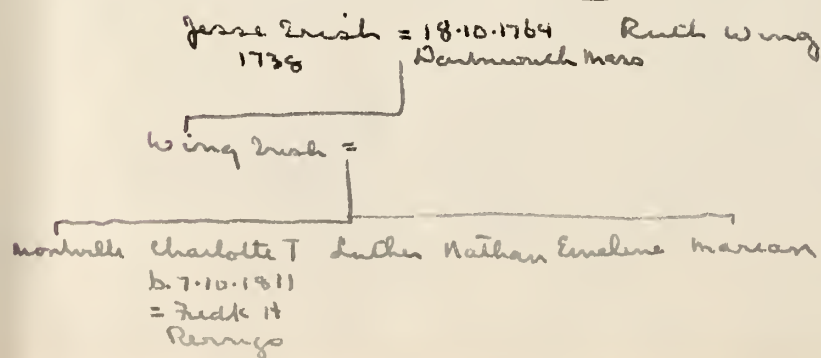 Jesse Irish = 18.10.1764 Ruth Wing
1738 Dartmouth Mass
Wing Irish =
Montville Charlotte T Luther Nathan Emeline Marian
b. 7.10.1811
= Fredk H